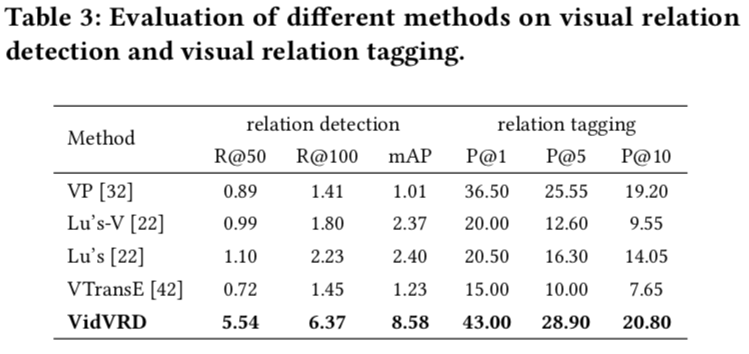 Table 3: Evaluation of different methods on visual relation
detection and visual relation tagging.
Method relation detection relation tagging
R@50 R@100 mAP P@1 P@5 P@10
VP [32] 0.89 1.41 1.01 36.50 25.55 19.20
Lu's-V [22] 0.99 1.80 2.37 20.00 12.60 9.55
Lu's [22] 1.10 2.23 2.40 20.50 16.30 14.05
VTransE [42] 0.72 1.45 1.23 15.00 10.00 7.65
VidVRD 5.54 6.37 8.58 43.00 28.90 20.80